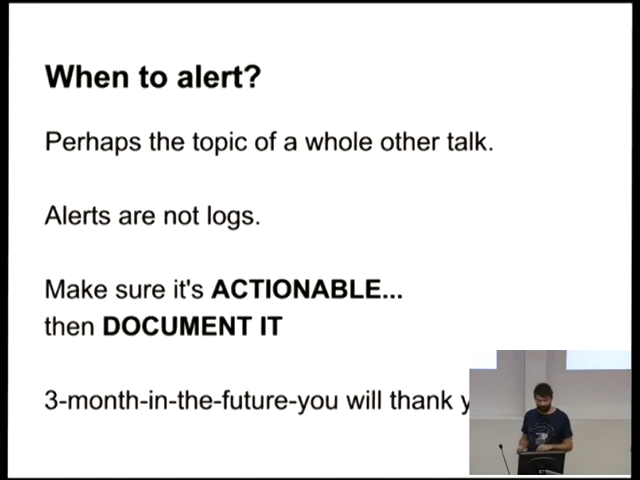 When to alert?
Perhaps the topic of a whole other talk.
Alerts are not logs.
Make sure it's ACTIONABLE...
then DOCUMENT IT
3-month-in-the-future-you will thank